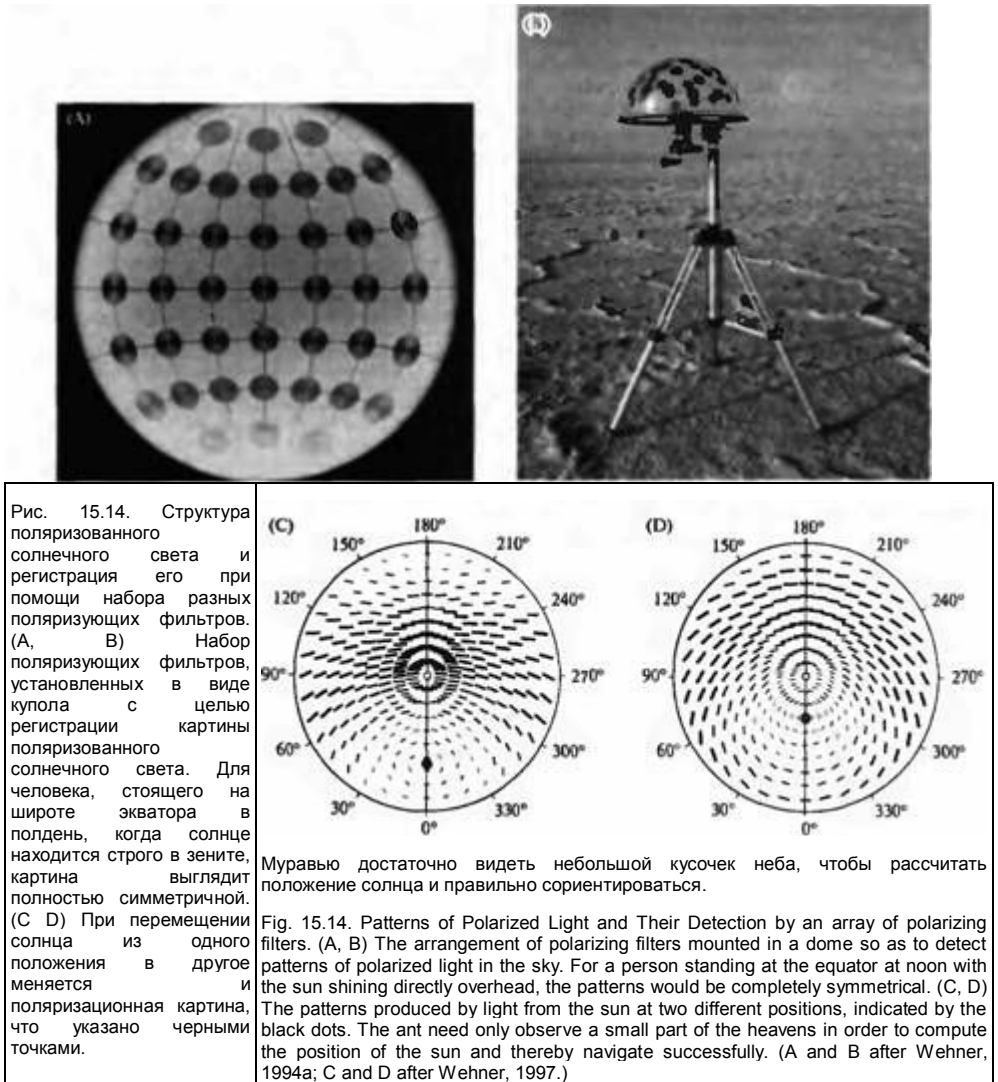 (A)
Рис. 15.14. Структура
поляризованного
солнечного света и
регистрация его при
помощи набора разных
поляризующих фильтров.
(А, В) Набор
поляризующих фильтров,
установленных в виде
купола с целью
регистрации картины
поляризованного
солнечного света. Для
человека, стоящего на
широте экватора в
полдень, когда солнце
находится строго в зените,
картина выглядит
полностью симметричной.
(C D) При перемещении
солнца из одного
положения в другое
меняется и
поляризационная картина,
что указано черными
точками.
(C)
180°
150°
210°
120°
240°
90°
270°
60°
300°
30°
330°
0°
(D)
180°
150°
210°
120°
240°
90°
270°
60°
300°
30°
330°
0°
Муравью достаточно видеть небольшой кусочек неба, чтобы рассчитать
положение солнца и правильно сориентироваться.
Fig. 15.14. Patterns of Polarized Light and Their Detection by an array of polarizing
filters. (A, B) The arrangement of polarizing filters mounted in a dome so as to detect
patterns of polarized light in the sky. For a person standing at the equator at noon with
the sun shining directly overhead, the patterns would be completely symmetrical. (C, D)
The patterns produced by light from the sun at two different positions, indicated by the
black dots. The ant need only observe a small part of the heavens in order to compute
the position of the sun and thereby navigate successfully. (A and B after Wehner,
1994a; C and D after Wehner, 1997.)